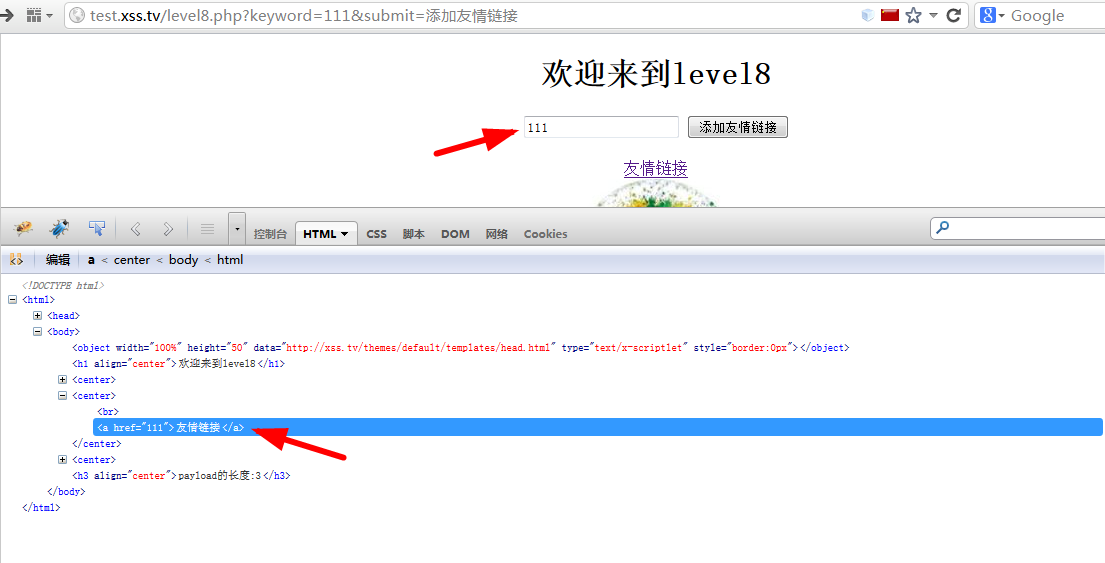 test.xss.tv/level8.php?keyword=111&submit=添加友情链接
Google
欢迎来到level8
111 添加友情链接
友情链接
控制台 HTML CSS 脚本 DOM 网络 Cookies
编辑 a < center < body < html
<!DOCTYPE html>
<html>
<head>
<body>
<object width="100%" height="50" data="http://xss.tv/themes/default/templates/head.html" type="text/x-scriptlet" style="border:0px"></object>
<h1 align="center">欢迎来到level8</h1>
<center>
<center>
<br>
<a href="111">友情链接</a>
</center>
<center>
<h3 align="center">payload的长度:3</h3>
</body>
</html>